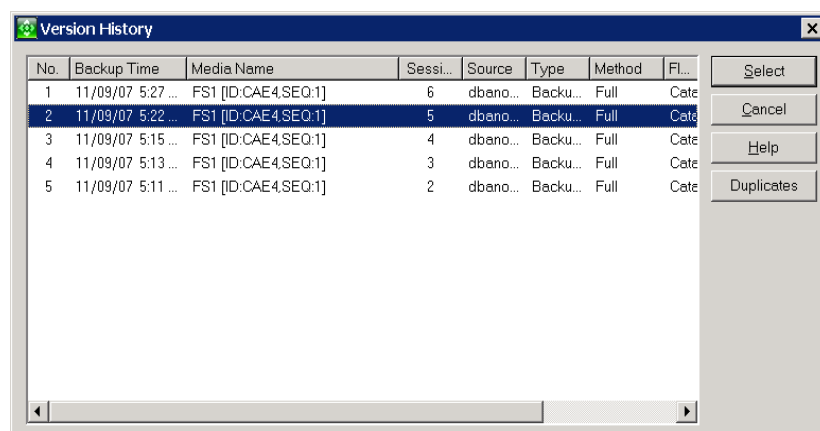 Version History
No. Backup Time Media Name Sessi... Source Type Method Fl...
1 11/09/07 5:27 ... FS1 [ID:CAE4,SEQ:1] 6 dbano... Backu... Full Cate
2 11/09/07 5:22 ... FS1 [ID:CAE4,SEQ:1] 5 dbano... Backu... Full Cate
3 11/09/07 5:15 ... FS1 [ID:CAE4,SEQ:1] 4 dbano... Backu... Full Cate
4 11/09/07 5:13 ... FS1 [ID:CAE4,SEQ:1] 3 dbano... Backu... Full Cate
5 11/09/07 5:11 ... FS1 [ID:CAE4,SEQ:1] 2 dbano... Backu... Full Cate
Select
Cancel
Help
Duplicates